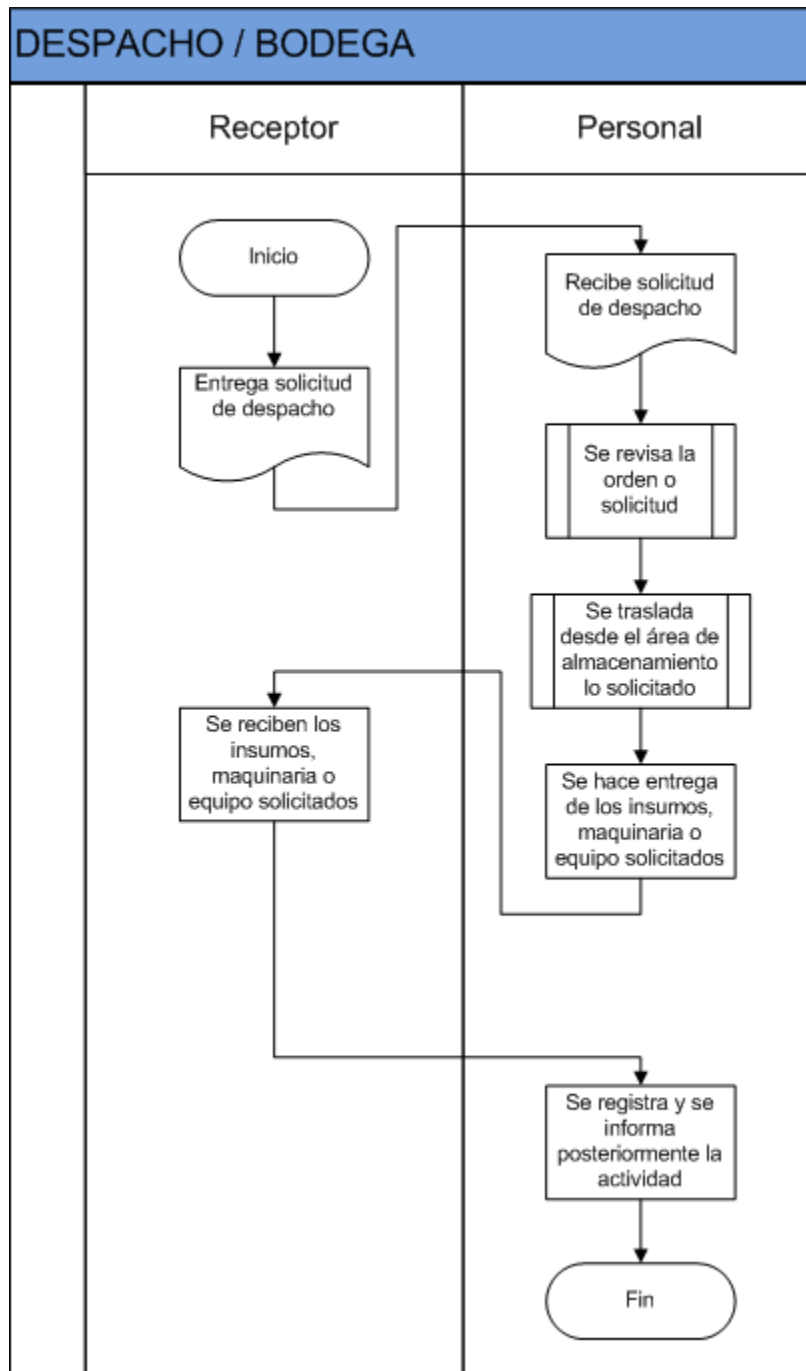 DESPACHO / BODEGA
Receptor
Personal
Inicio
Entrega solicitud
de despacho
Recibe solicitud
de despacho
Se revisa la
orden o
solicitud
Se traslada
desde el área de
almacenamiento
lo solicitado
Se hace entrega
de los insumos,
maquinaria o
equipo solicitados
Se reciben los
insumos,
maquinaria o
equipo solicitados
Se registra y se
informa
posteriormente la
actividad
Fin